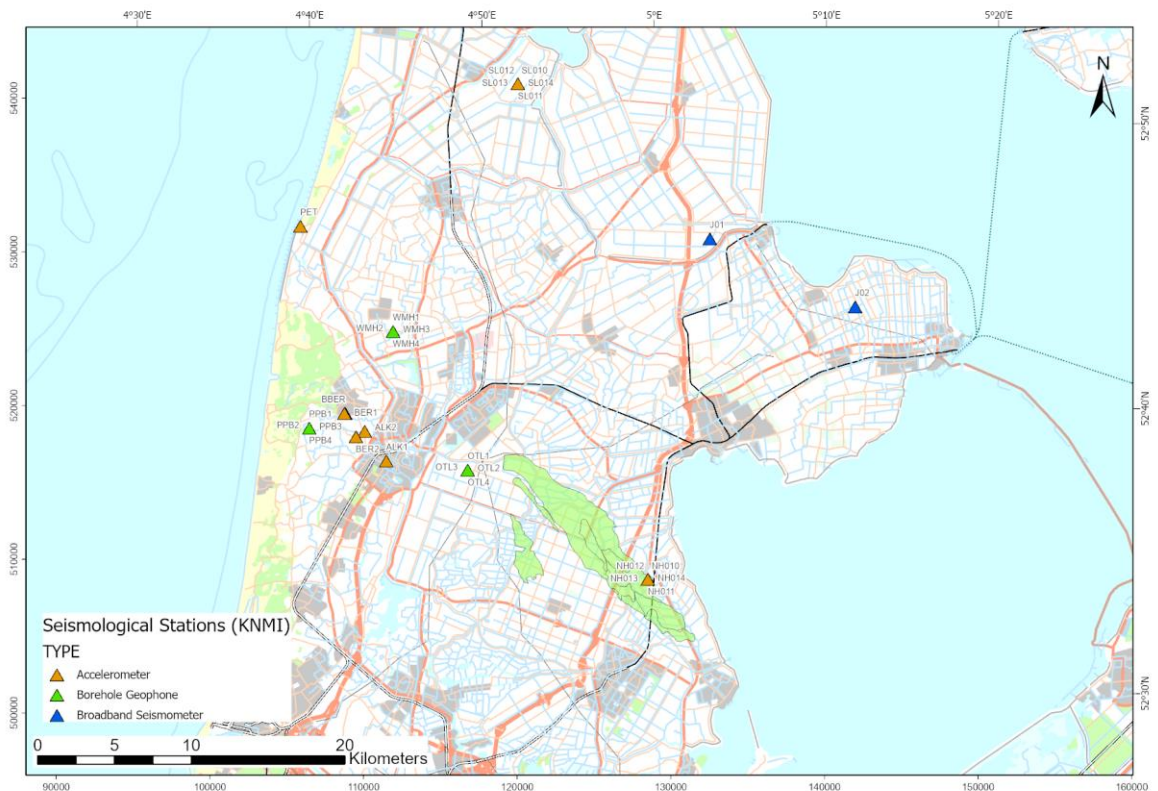 4°30'E 4°40'E 4°50'E 5°E 5°10'E 5°20'E
N
SL012 SL010
SL013 SL014
SL011
540000
52°50'N
PET
J01
530000
J02
WMH1
WMH2 WMH3
WMH4
BBER
PPB1 BER1
PPB2 PPB3 ALK2
PPB4
BER2 ALK1
520000
52°40'N
OTL1
OTL3 OTL2
OTL4
510000
NH012 NH010
NH013 NH014
NH011
Seismological Stations (KNMI)
TYPE
Accelerometer
Borehole Geophone
Broadband Seismometer
500000
52°30'N
0 5 10 20
Kilometers
90000 100000 110000 120000 130000 140000 150000 160000